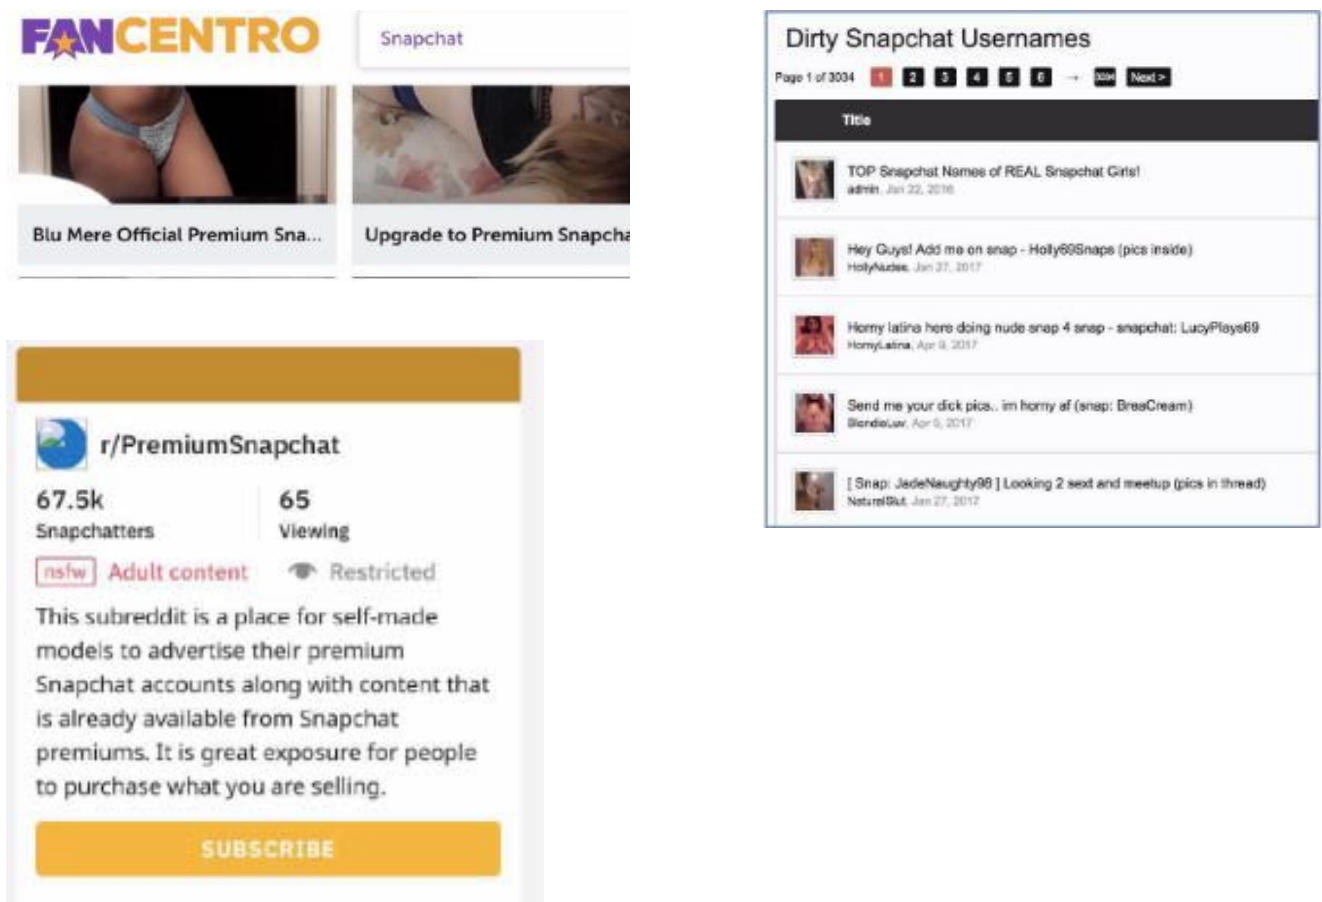 FANCENTRO
Snapchat
Blu Mere Official Premium Sna...
Upgrade to Premium Snapcha
r/PremiumSnapchat
67.5k
65
Snapchatters
Viewing
nsfw Adult content
Restricted
This subreddit is a place for self-made
models to advertise their premium
Snapchat accounts along with content that
is already available from Snapchat
premiums. It is great exposure for people
to purchase what you are selling.
SUBSCRIBE
Dirty Snapchat Usernames
Page 1 of 3034 1 2 3 4 5 6 → 3034 Next >
Title
TOP Snapchat Names of REAL Snapchat Girls!
admin, Jan 22, 2016
Hey Guys! Add me on snap - Holly69Snaps (pics inside)
HollyNudes, Jan 27, 2017
Horny latina here doing nude snap 4 snap - snapchat: LucyPlays69
HornyLatina, Apr 9, 2017
Send me your dick pics.. im horny af (snap: BreaCream)
BlondieLuv, Apr 9, 2017
[ Snap: JadeNaughty98 ] Looking 2 sext and meetup (pics in thread)
NaturalSlut, Jan 27, 2017